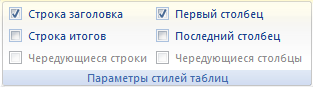 Строка заголовка Первый столбец
Строка итогов Последний столбец
Чередующиеся строки Чередующиеся столбцы
Параметры стилей таблиц